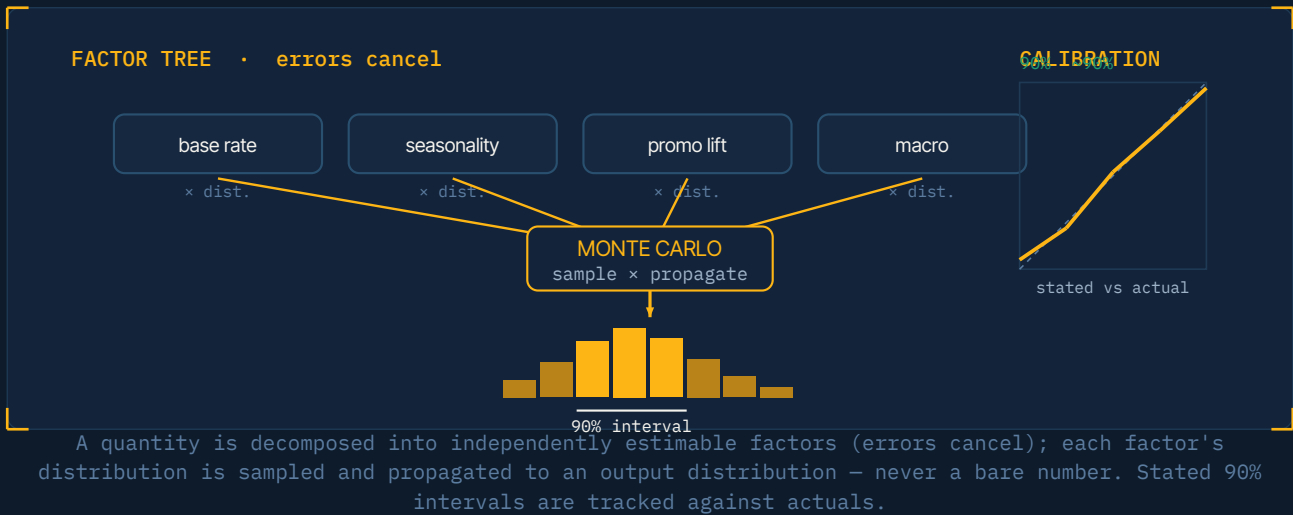 FACTOR TREE · errors cancel
CALIBRATION
90% ~90%
base rate
seasonality
promo lift
macro
× dist.
× dist.
× dist.
× dist.
MONTE CARLO
sample × propagate
stated vs actual
90% interval
A quantity is decomposed into independently estimable factors (errors cancel); each factor's
distribution is sampled and propagated to an output distribution — never a bare number. Stated 90%
intervals are tracked against actuals.